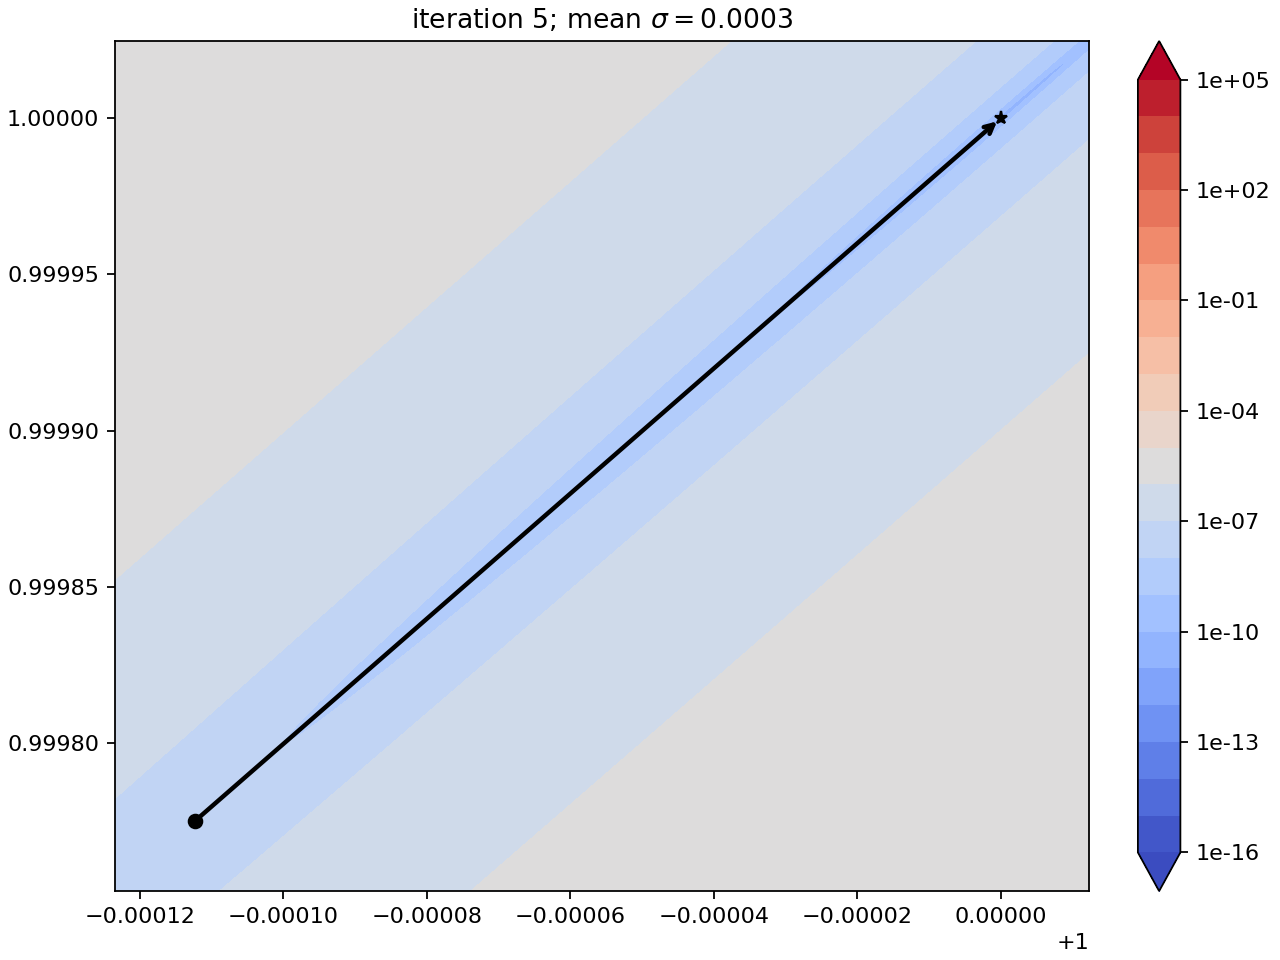 iteration 5; mean σ = 0.0003
1.00000
0.99995
0.99990
0.99985
0.99980
−0.00012 −0.00010 −0.00008 −0.00006 −0.00004 −0.00002 0.00000
+1
1e+05
1e+02
1e-01
1e-04
1e-07
1e-10
1e-13
1e-16